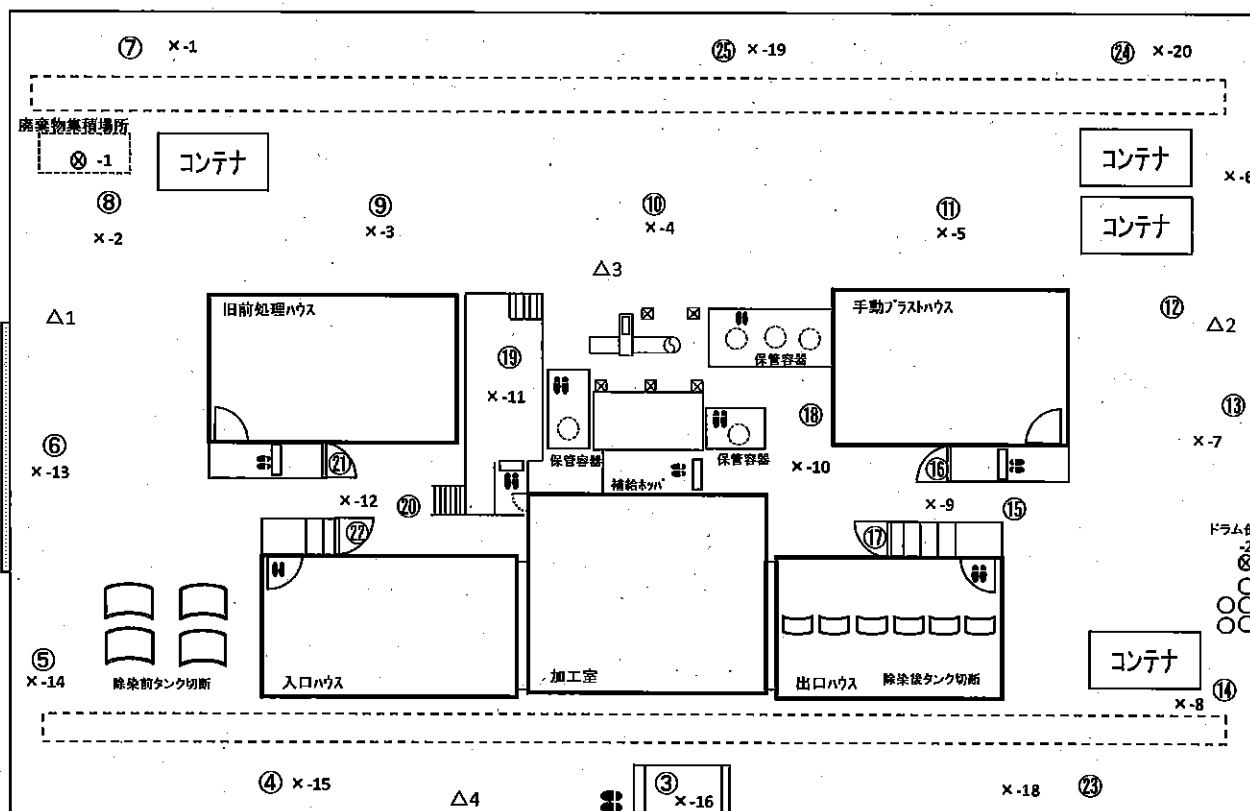 ⑦ ×-1
㉕ ×-19
㉔ ×-20
廃棄物集積場所
⊗ -1
コンテナ
コンテナ
×-6
コンテナ
⑧
×-2
⑨
×-3
⑩
×-4
⑪
×-5
△3
△1
旧前処理ハウス
手動ブラストハウス
⑫
△2
保管容器
⑲
×-11
⑱
⑬
×-7
⑥
×-13
㉑
保管容器
保管容器
×-10
⑯
補給ホッパ
×-12
⑳
×-9
⑮
㉒
⑰
⑤
×-14
除染前タンク切断
入口ハウス
加工室
出口ハウス
除染後タンク切断
コンテナ
⑭
×-8
④ ×-15
△4
③
×-16
×-18
㉓